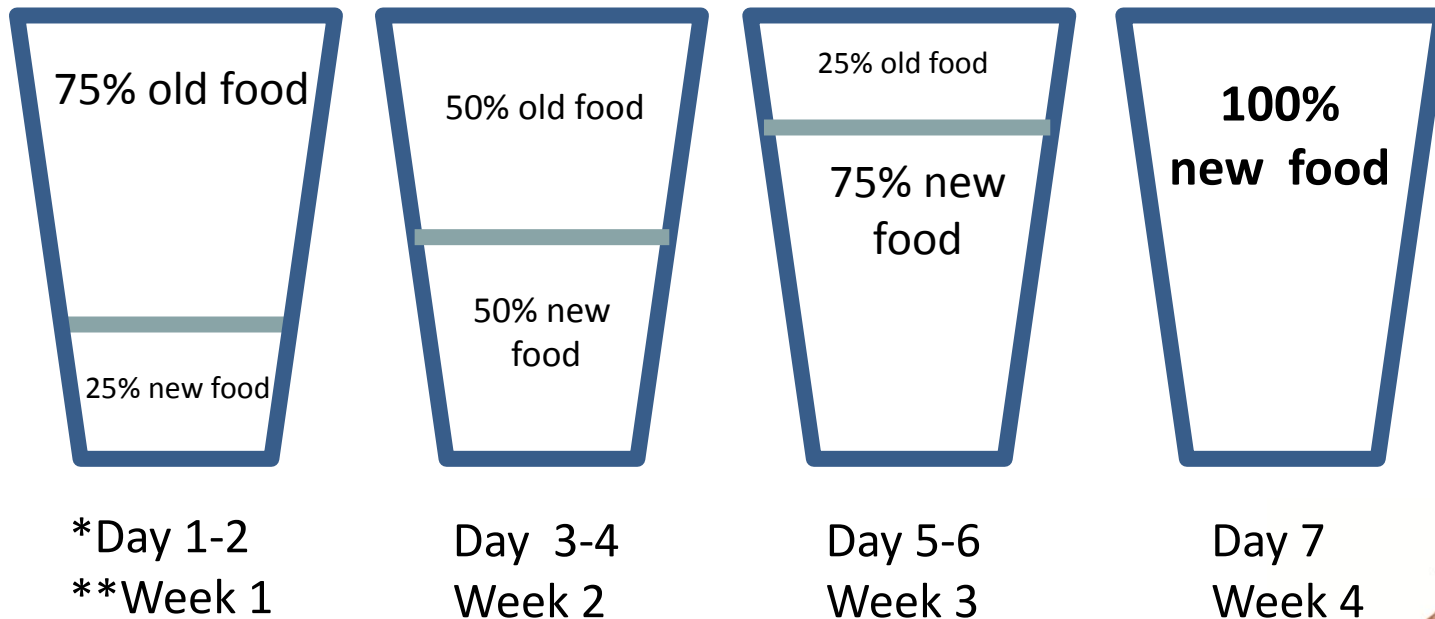 75% old food
25% new food
50% old food
50% new
food
25% old food
75% new
food
100%
new food
*Day 1-2
**Week 1
Day 3-4
Week 2
Day 5-6
Week 3
Day 7
Week 4